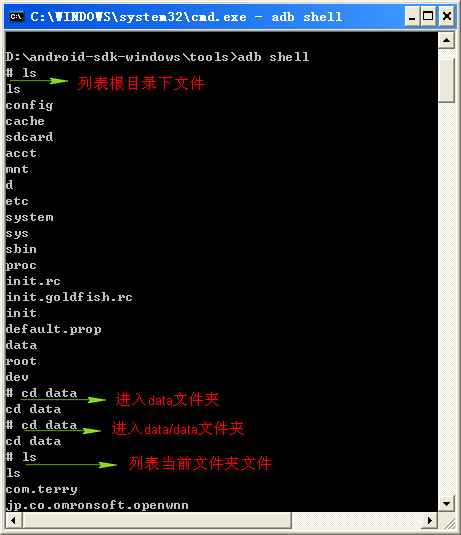 C:\WINDOWS\system32\cmd.exe - adb shell
D:\android-sdk-windows\tools>adb shell
# ls
列表根目录下文件
ls
config
cache
sdcard
acct
mnt
d
etc
system
sys
sbin
proc
init.rc
init.goldfish.rc
init
default.prop
data
root
dev
# cd data
进入data文件夹
cd data
# cd data
进入data/data文件夹
cd data
# ls
列表当前文件夹文件
ls
com.terry
jp.co.omronsoft.openwnn